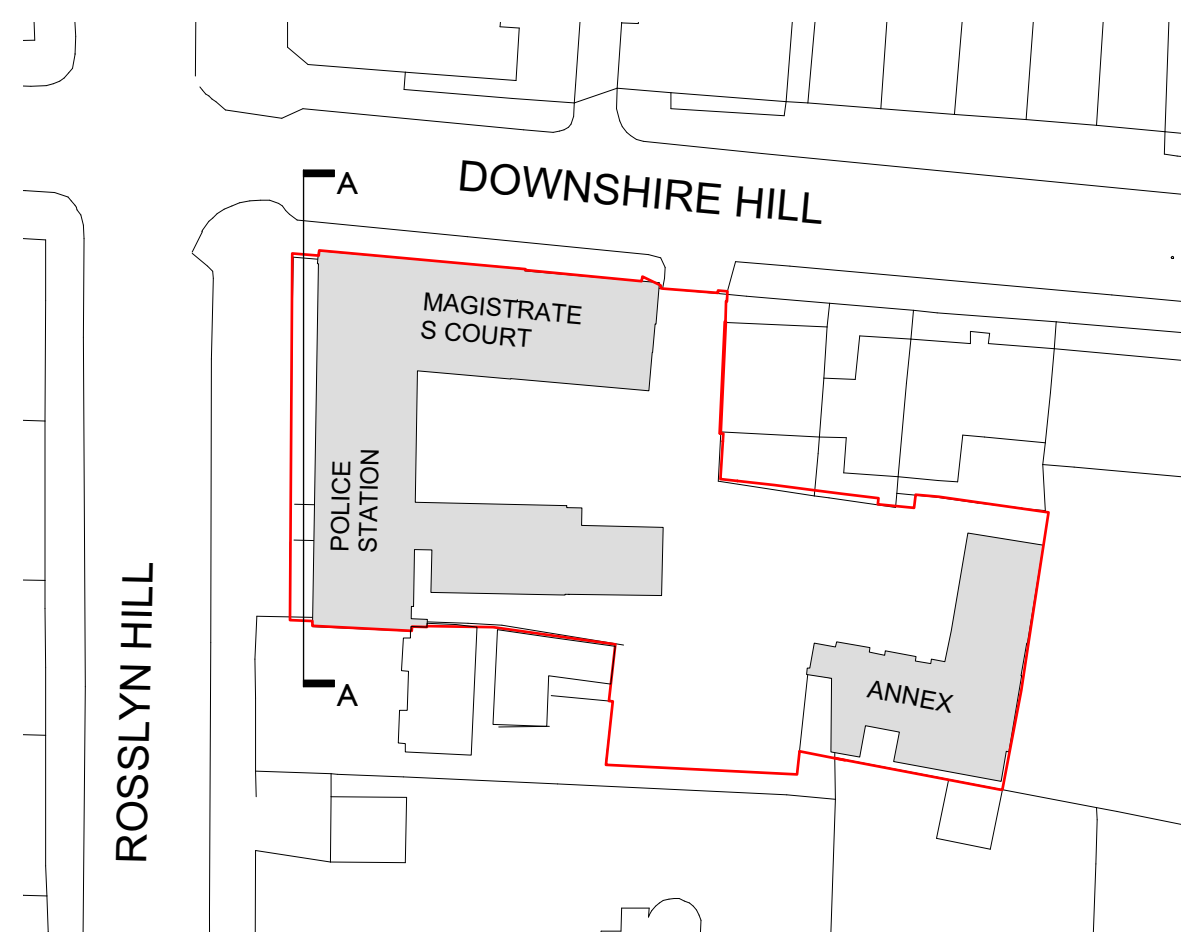 A
DOWNSHIRE HILL
MAGISTRATE
S COURT
POLICE
STATION
ROSSLYN HILL
A
ANNEX